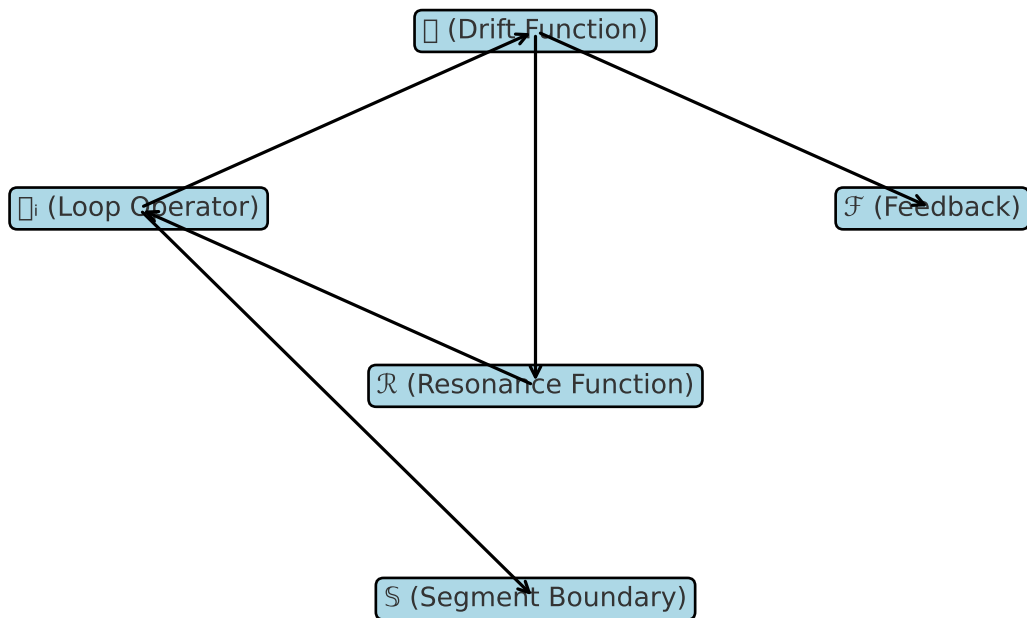 (Drift Function)
ᵢ (Loop Operator)
ℱ (Feedback)
ℛ (Resonance Function)
𝕊 (Segment Boundary)